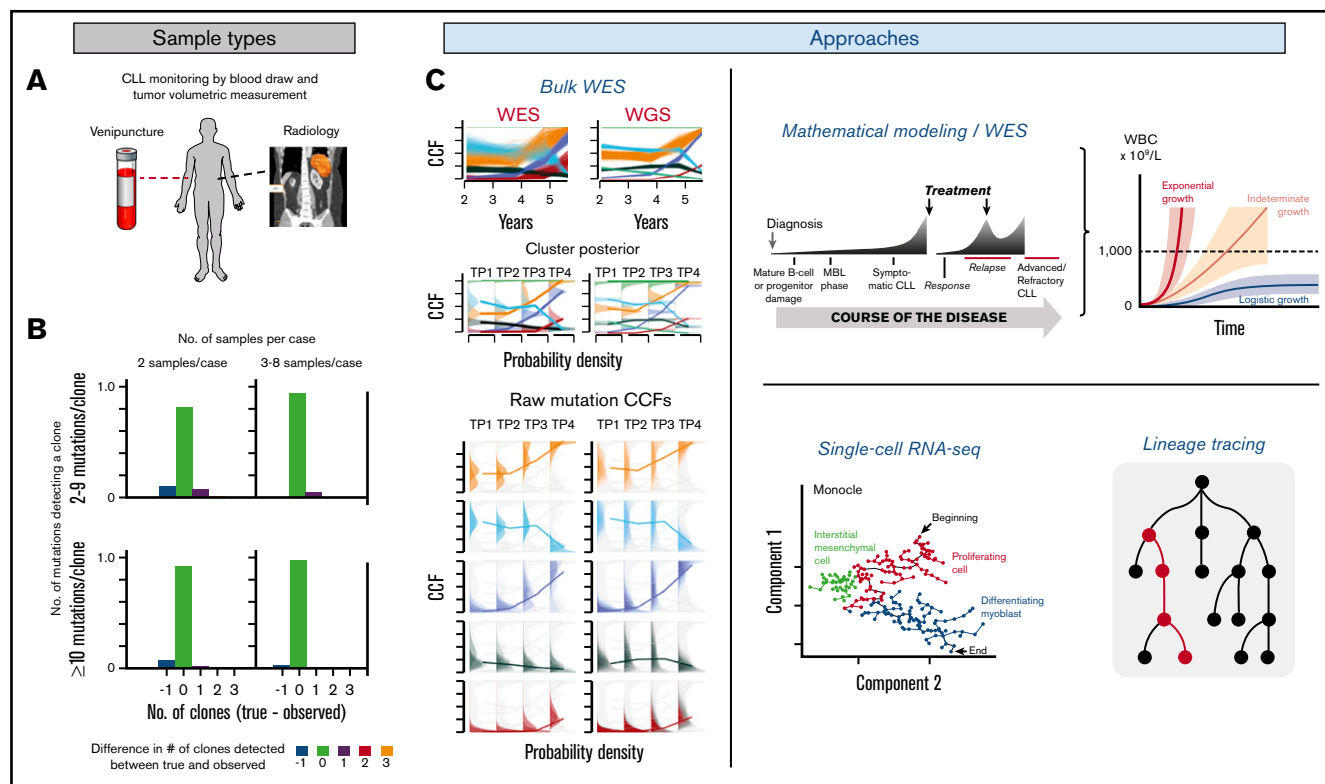 Sample types
Approaches
A
CLL monitoring by blood draw and
tumor volumetric measurement
Venipuncture
Radiology
B
No. of samples per case
2 samples/case
3-8 samples/case
No. of mutations detecting a clone
2-9 mutations/clone
1.0
0
≥10 mutations/clone
1.0
0
-1 0 1 2 3
-1 0 1 2 3
No. of clones (true - observed)
Difference in # of clones detected
between true and observed
-1 0 1 2 3
C
Bulk WES
WES
WGS
CCF
2 3 4 5
2 3 4 5
Years
Years
Cluster posterior
TP1 TP2 TP3 TP4
CCF
Probability density
Raw mutation CCFs
TP1 TP2 TP3 TP4
TP1 TP2 TP3 TP4
CCF
Probability density
Mathematical modeling / WES
Treatment
Diagnosis
Mature B-cell
or progenitor
damage
MBL
phase
Sympto-
matic CLL
Response
Relapse
Advanced/
Refractory
CLL
COURSE OF THE DISEASE
WBC
x 10⁹/L
Exponential
growth
Indeterminate
growth
1,000
Logistic growth
0
Time
Single-cell RNA-seq
Monocle
Beginning
Interstitial
mesenchymal
cell
Proliferating
cell
Differentiating
myoblast
End
Component 1
Component 2
Lineage tracing